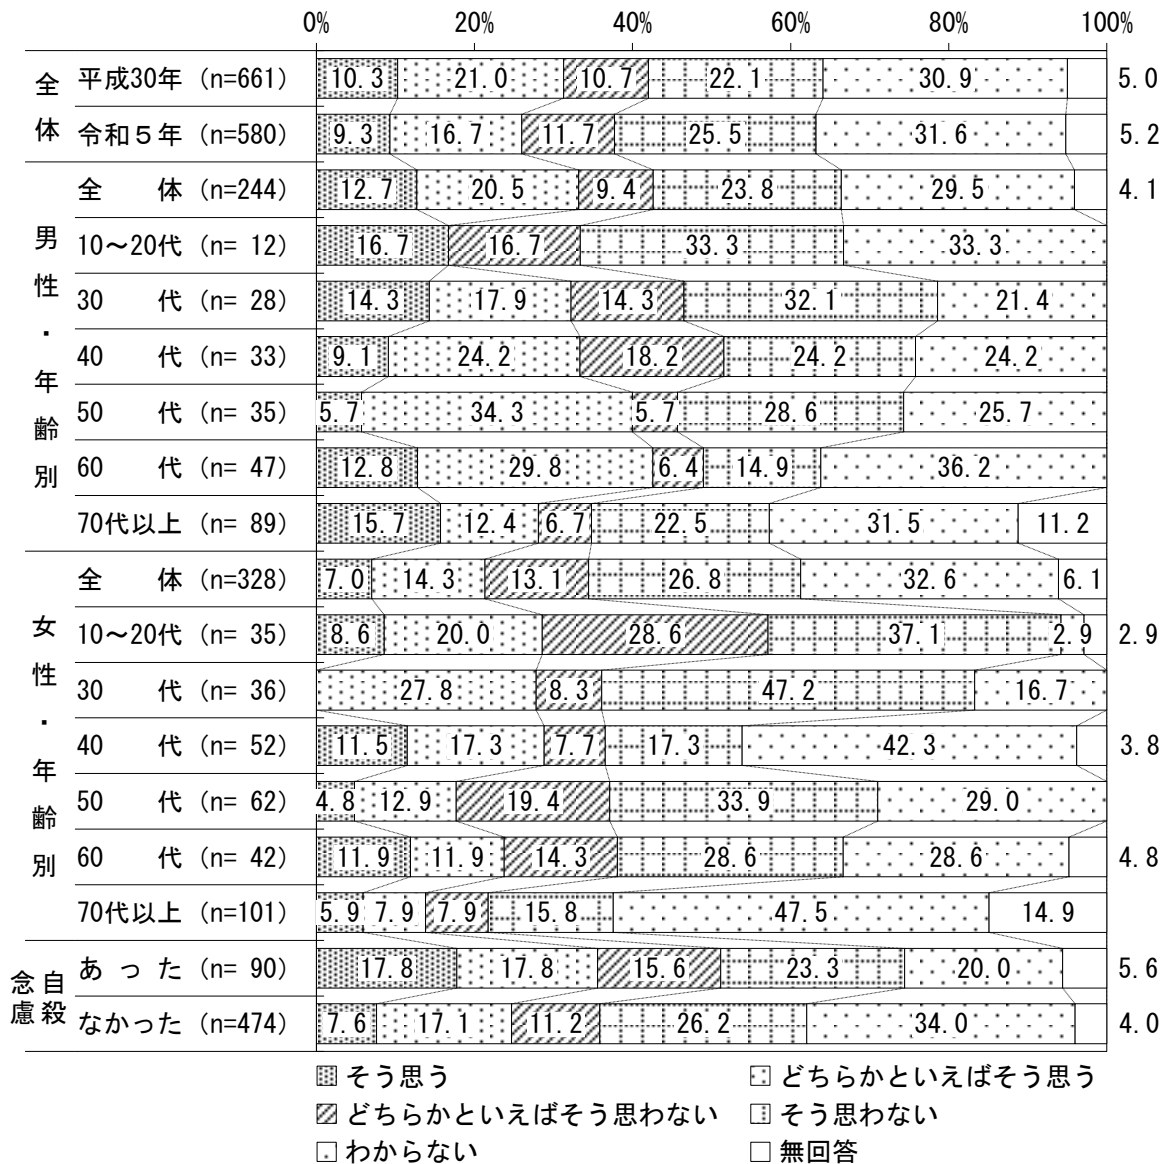 0% 20% 40% 60% 80% 100%
全体
平成30年 (n=661) 10.3 21.0 10.7 22.1 30.9 5.0
令和５年 (n=580) 9.3 16.7 11.7 25.5 31.6 5.2
男性・年齢別
全　体 (n=244) 12.7 20.5 9.4 23.8 29.5 4.1
10～20代 (n= 12) 16.7 16.7 33.3 33.3
30　代 (n= 28) 14.3 17.9 14.3 32.1 21.4
40　代 (n= 33) 9.1 24.2 18.2 24.2 24.2
50　代 (n= 35) 5.7 34.3 5.7 28.6 25.7
60　代 (n= 47) 12.8 29.8 6.4 14.9 36.2
70代以上 (n= 89) 15.7 12.4 6.7 22.5 31.5 11.2
女性・年齢別
全　体 (n=328) 7.0 14.3 13.1 26.8 32.6 6.1
10～20代 (n= 35) 8.6 20.0 28.6 37.1 2.9 2.9
30　代 (n= 36) 27.8 8.3 47.2 16.7
40　代 (n= 52) 11.5 17.3 7.7 17.3 42.3 3.8
50　代 (n= 62) 4.8 12.9 19.4 33.9 29.0
60　代 (n= 42) 11.9 11.9 14.3 28.6 28.6 4.8
70代以上 (n=101) 5.9 7.9 7.9 15.8 47.5 14.9
自殺念慮
あった (n= 90) 17.8 17.8 15.6 23.3 20.0 5.6
なかった (n=474) 7.6 17.1 11.2 26.2 34.0 4.0
そう思う どちらかといえばそう思う
どちらかといえばそう思わない そう思わない
わからない 無回答